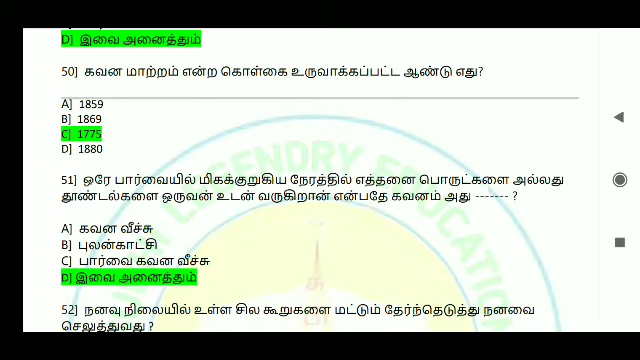 D] இவை அனைத்தும்
50] கவன மாற்றம் என்ற கொள்கை உருவாக்கப்பட்ட ஆண்டு எது?
A] 1859
B] 1869
C] 1775
D] 1880
51] ஒரே பார்வையில் மிகக்குறுகிய நேரத்தில் எத்தனை பொருட்களை அல்லது
தூண்டல்களை ஒருவன் உடன் வருகிறான் என்பதே கவனம் அது ------- ?
A] கவன வீச்சு
B] புலன்காட்சி
C] பார்வை கவன வீச்சு
D] இவை அனைத்தும்
52] நனவு நிலையில் உள்ள சில கூறுகளை மட்டும் தேர்ந்தெடுத்து நனவை
செலுத்துவது ?